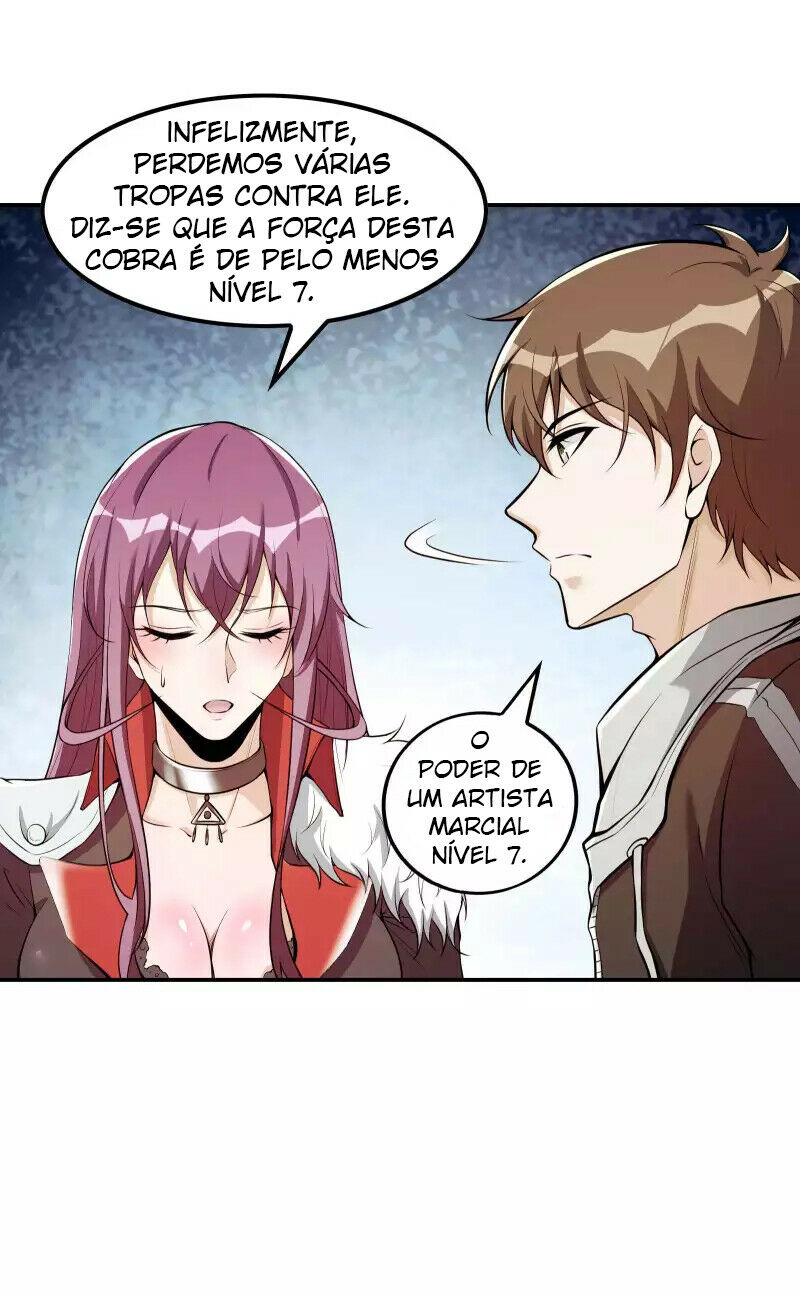 INFELIZMENTE,
PERDEMOS VÁRIAS
TROPAS CONTRA ELE.
DIZ-SE QUE A FORÇA DESTA
COBRA É DE PELO MENOS
NÍVEL 7.
O
PODER DE
UM ARTISTA
MARCIAL
NÍVEL 7.